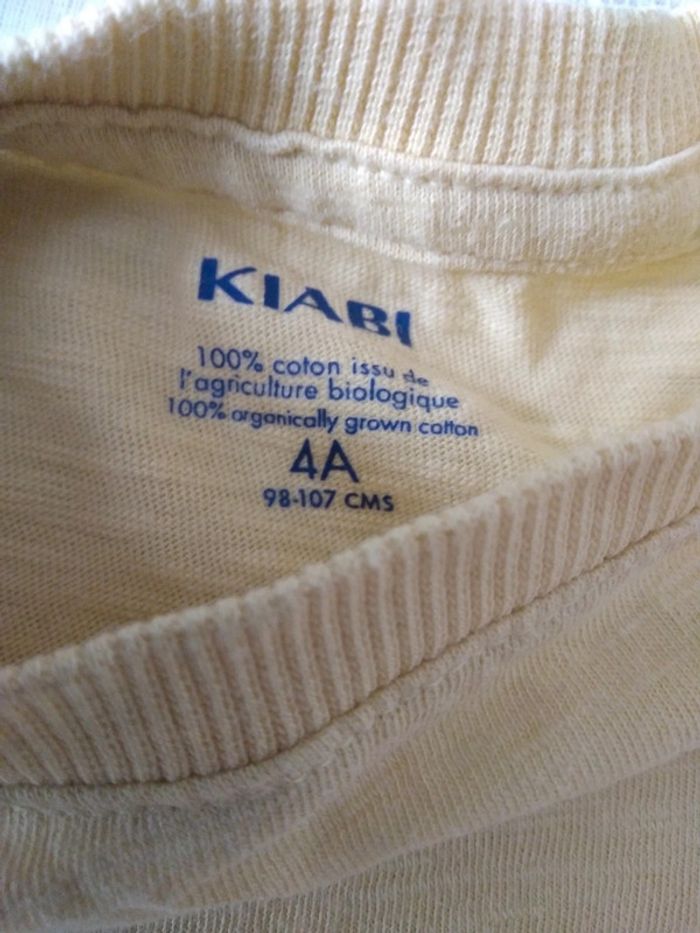 KIABI
100% coton issu de
l'agriculture biologique
100% organically grown cotton
4A
98-107 CMS